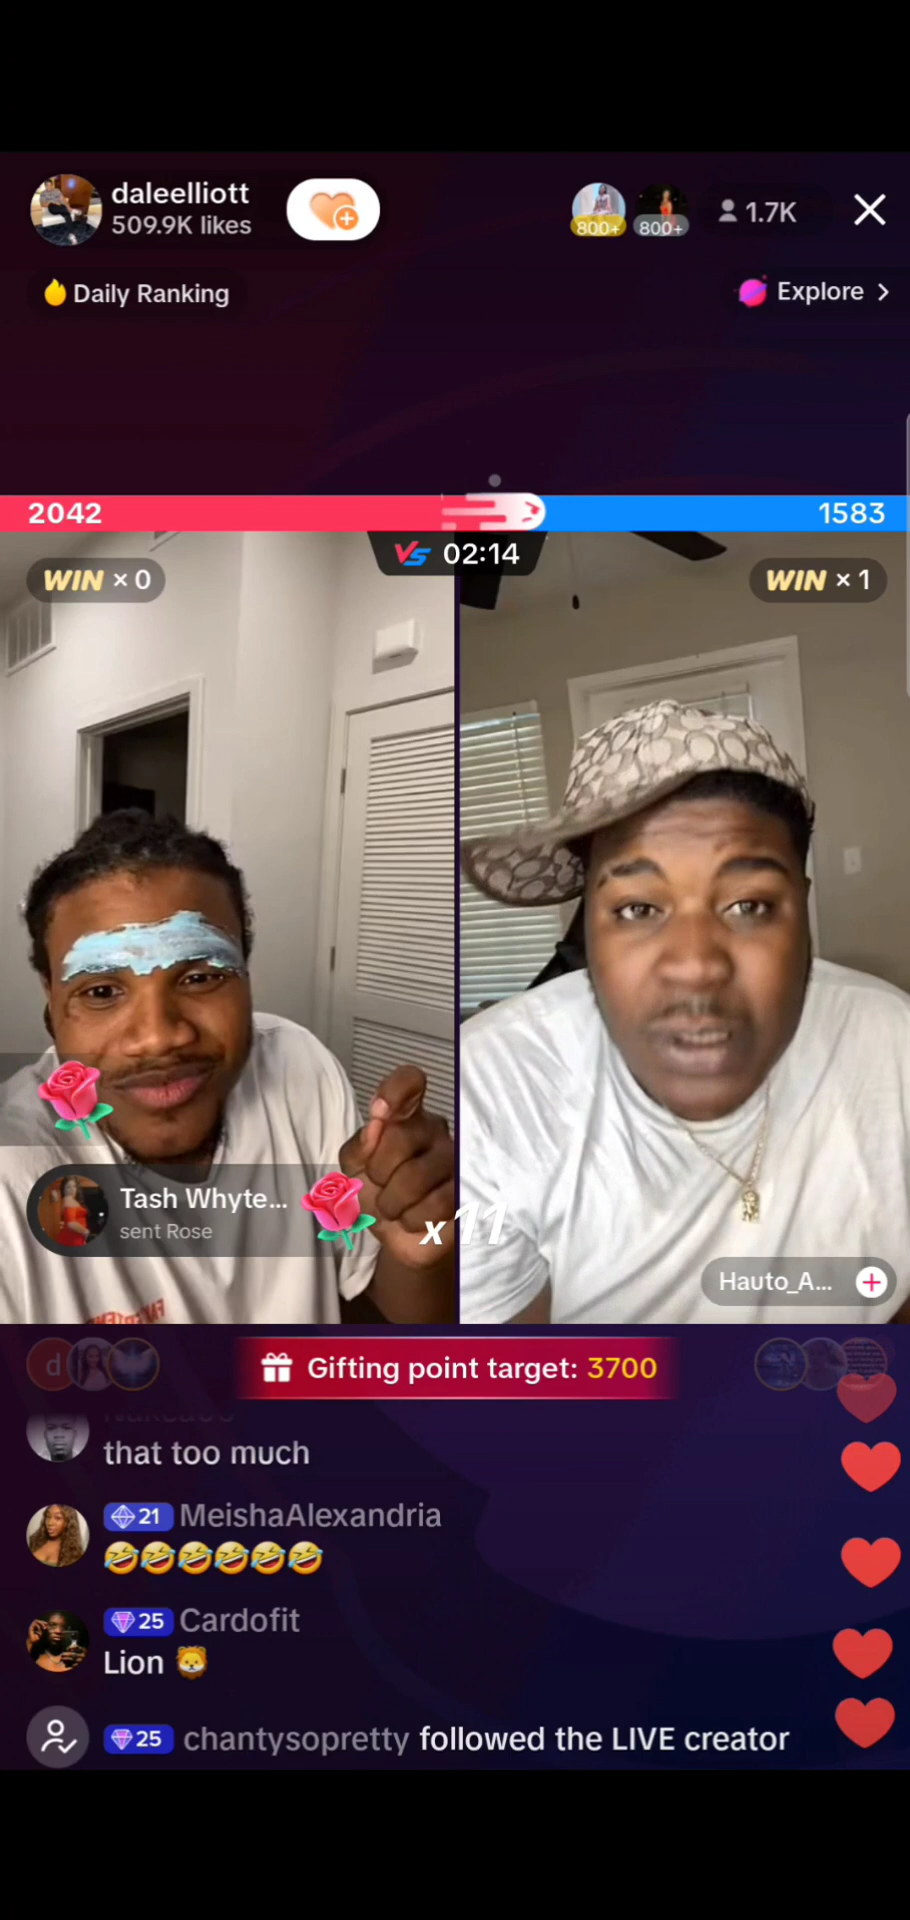 daleelliott
509.9K likes
800+
800+
1.7K
Daily Ranking
Explore >
2042
1583
VS 02:14
WIN × 0
WIN × 1
Tash Whyte...
sent Rose
x11
Hauto_A...
d
Gifting point target: 3700
that too much
21 MeishaAlexandria
25 Cardofit
Lion
25 chantysopretty followed the LIVE creator